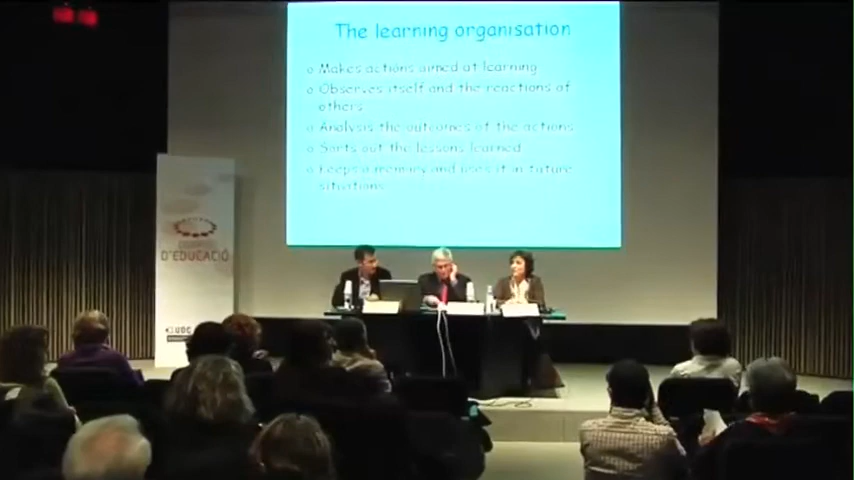 The learning organisation
o Makes actions aimed at learning
o Observes itself and the reactions of
others
o Analysis the outcomes of the actions
o Sorts out the lessons learned
o Keeps a memory and uses it in future
situations
D'EDUCACIÓ
UOC